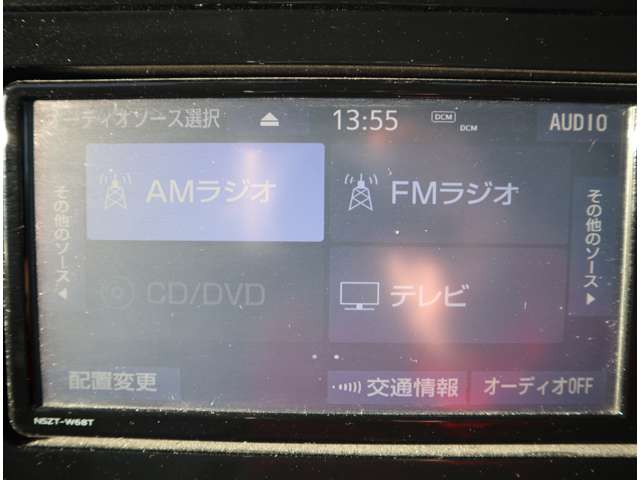 オーディオソース選択
13:55
DCM
DCM
AUDIO
その他のソース
AMラジオ
FMラジオ
その他のソース
CD/DVD
テレビ
配置変更
交通情報
オーディオOFF
NSZT-W68T